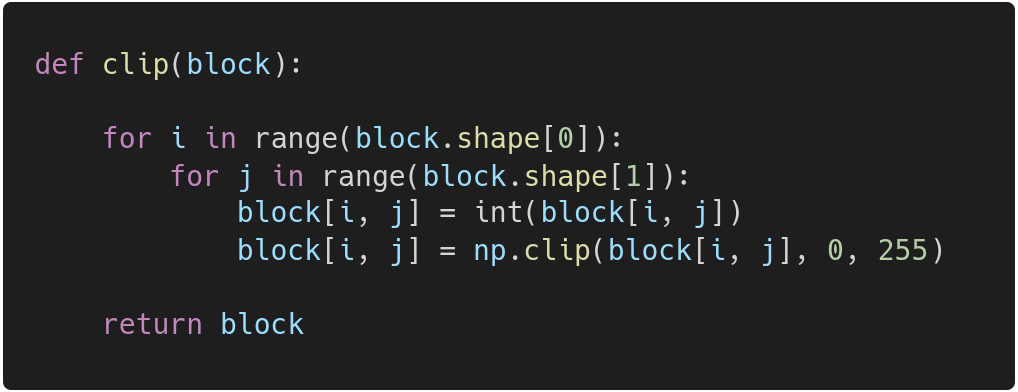 def clip(block):
    for i in range(block.shape[0]):
        for j in range(block.shape[1]):
            block[i, j] = int(block[i, j])
            block[i, j] = np.clip(block[i, j], 0, 255)
    return block